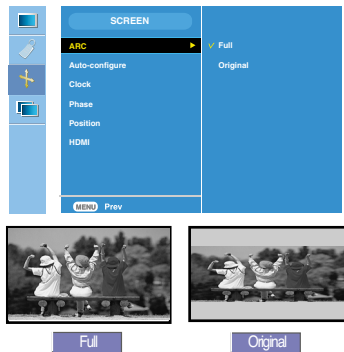 SCREEN
ARC ► ✓ Full
Auto-configure Original
Clock
Phase
Position
HDMI
MENU Prev
Full Original